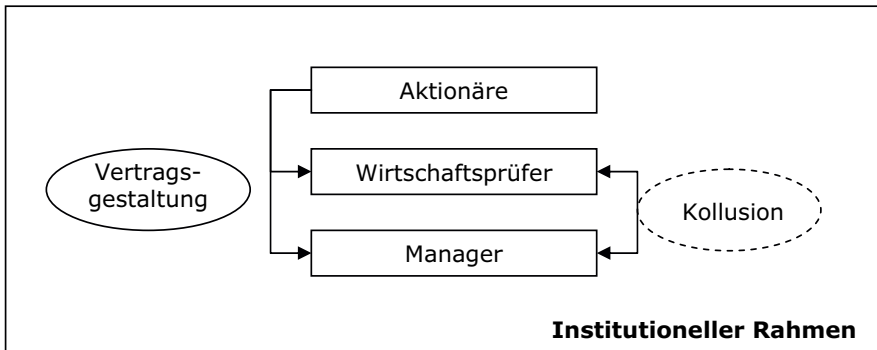 Aktionäre
Vertrags-
gestaltung
Wirtschaftsprüfer
Kollusion
Manager
Institutioneller Rahmen